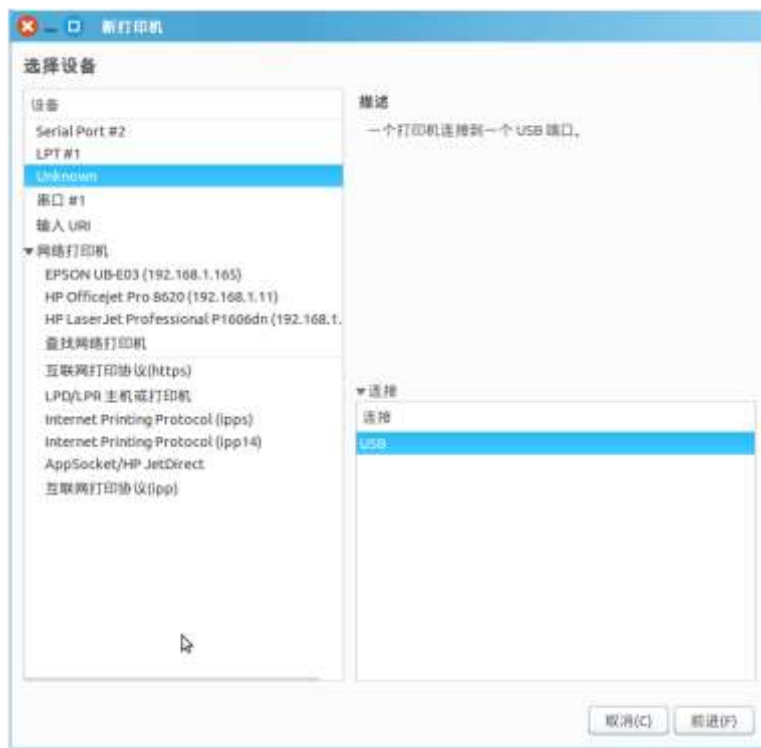 新打印机
选择设备
设备
Serial Port #2
LPT #1
Unknown
串口 #1
输入 URI
网络打印机
EPSON UB-E03 (192.168.1.165)
HP Officejet Pro 8620 (192.168.1.11)
HP LaserJet Professional P1606dn (192.168.1.
查找网络打印机
互联网打印协议(https)
LPD/LPR 主机或打印机
Internet Printing Protocol (ipps)
Internet Printing Protocol (ipp14)
AppSocket/HP JetDirect
互联网打印协议(ipp)
描述
一个打印机连接到一个 USB 端口。
连接
连接
USB
取消(C)
前进(F)